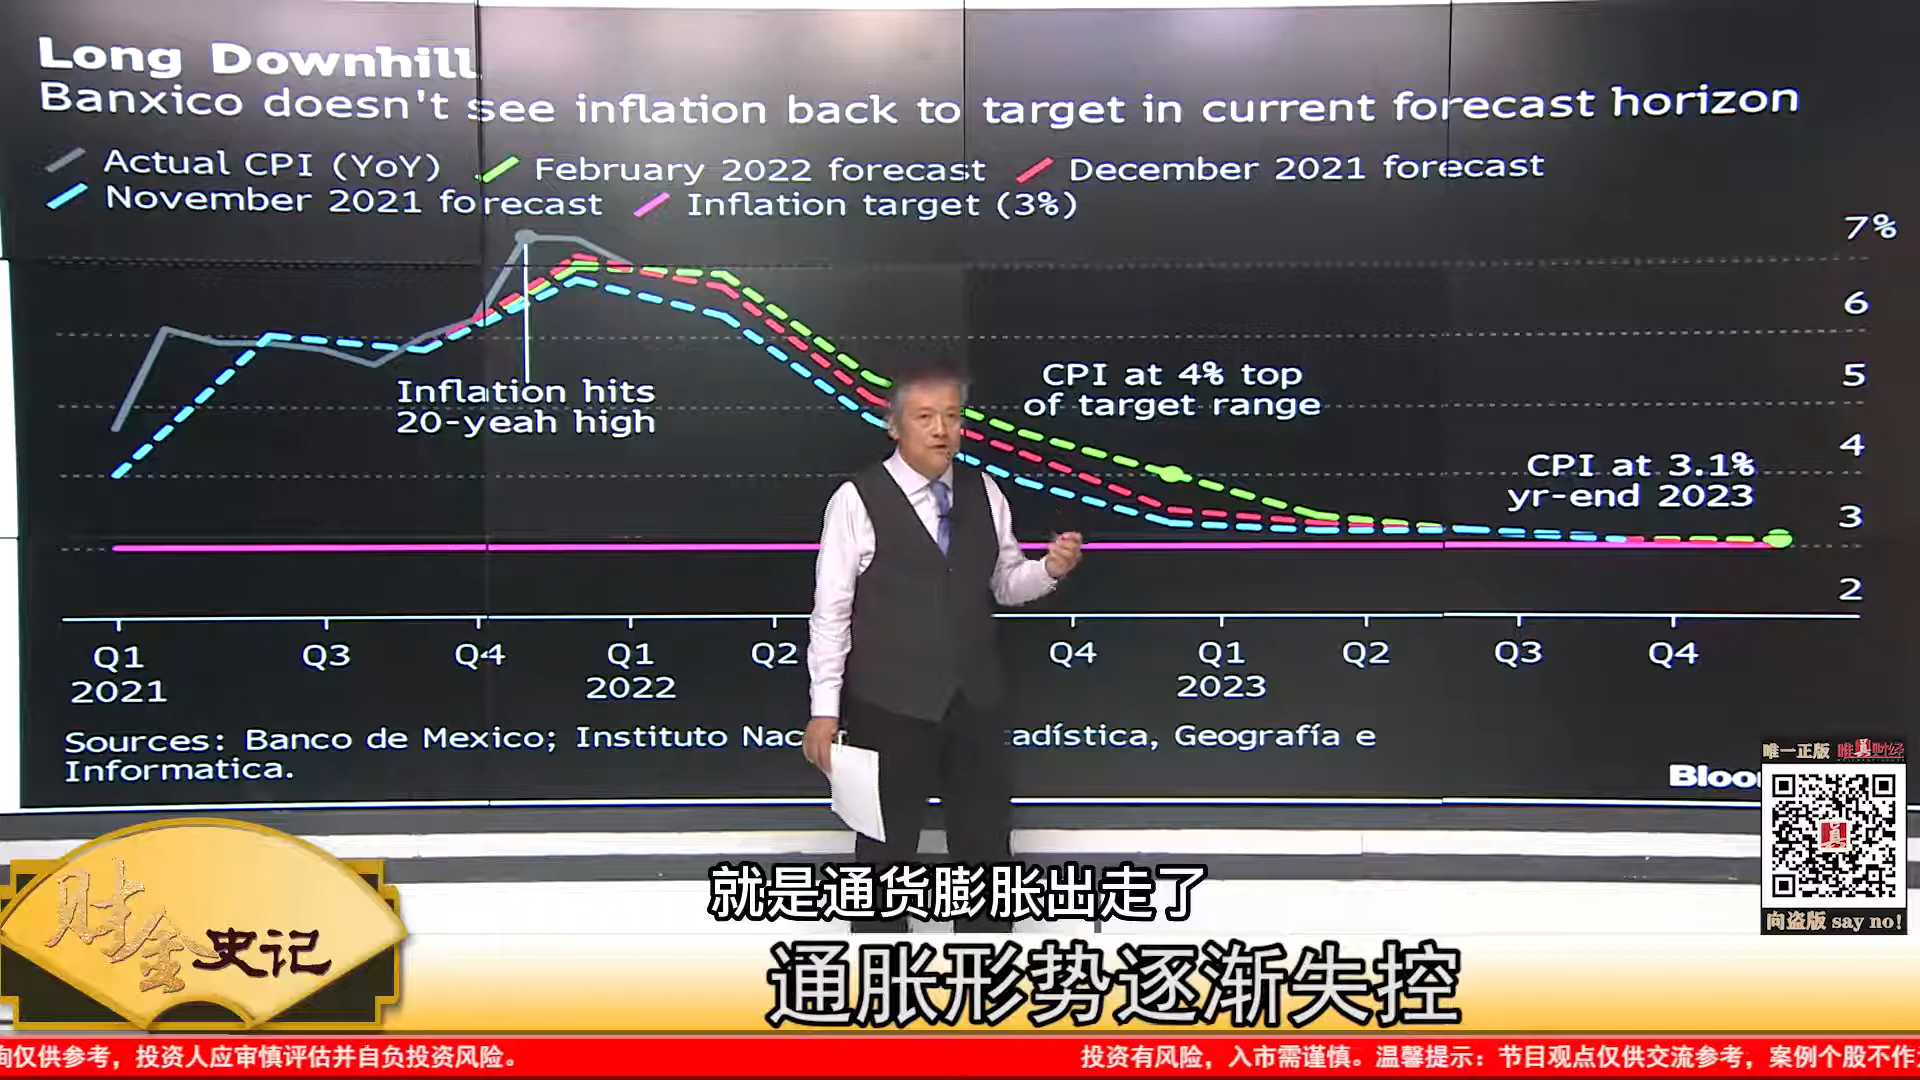 Long Downhill
Banxico doesn't see inflation back to target in current forecast horizon
Actual CPI (YoY) February 2022 forecast December 2021 forecast
November 2021 forecast Inflation target (3%)
7%
6
5
4
3
2
Inflation hits
20-yeah high
CPI at 4% top
of target range
CPI at 3.1%
yr-end 2023
Q1 Q3 Q4 Q1 Q2 Q4 Q1 Q2 Q3 Q4
2021 2022 2023
Sources: Banco de Mexico; Instituto Geografía e
Informatica.
唯一正版 唯真财经
向盗版 say no!
就是通货膨胀出走了
财金史记
通胀形势逐渐失控
仅供参考，投资人应审慎评估并自负投资风险。 投资有风险，入市需谨慎。温馨提示：节目观点仅供交流参考，案例个股不作